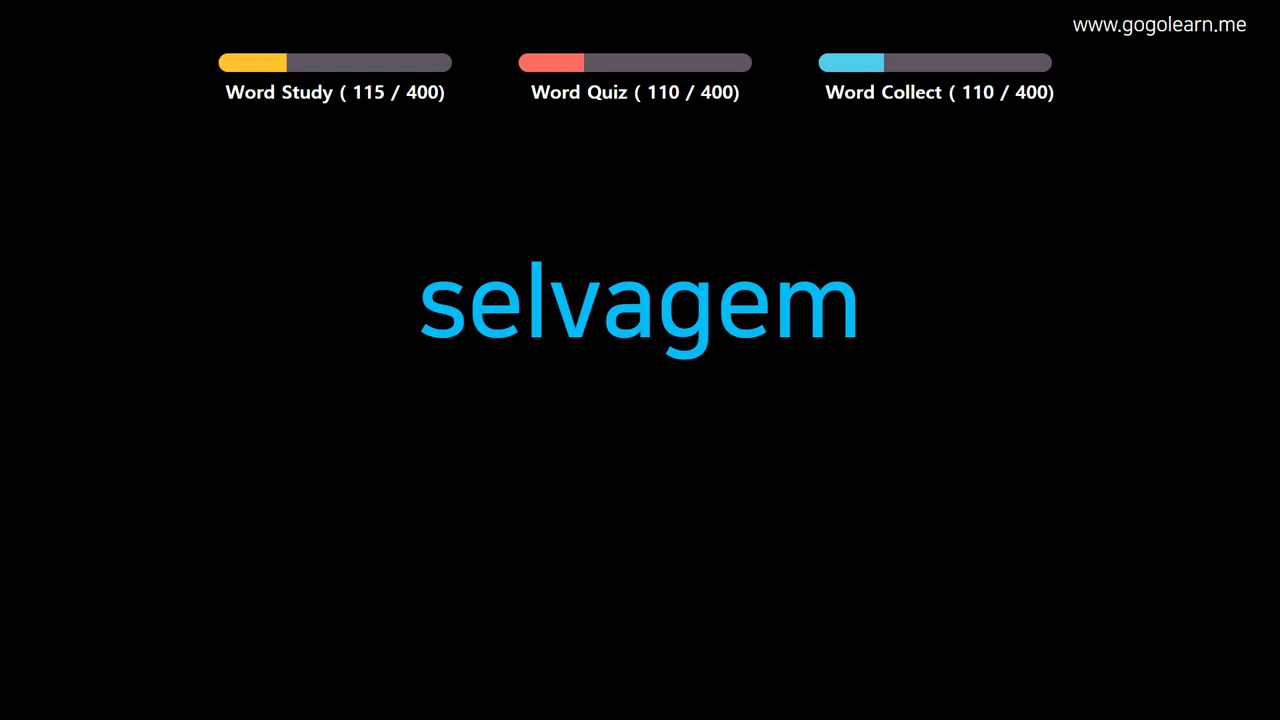 www.gogolearn.me
Word Study ( 115 / 400)
Word Quiz ( 110 / 400)
Word Collect ( 110 / 400)
selvagem